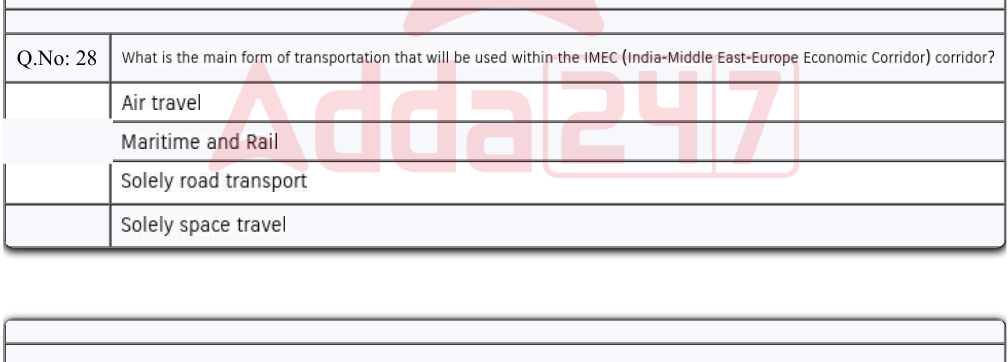 Q.No: 28 What is the main form of transportation that will be used within the IMEC (India-Middle East-Europe Economic Corridor) corridor?
Air travel
Maritime and Rail
Solely road transport
Solely space travel
Adda247